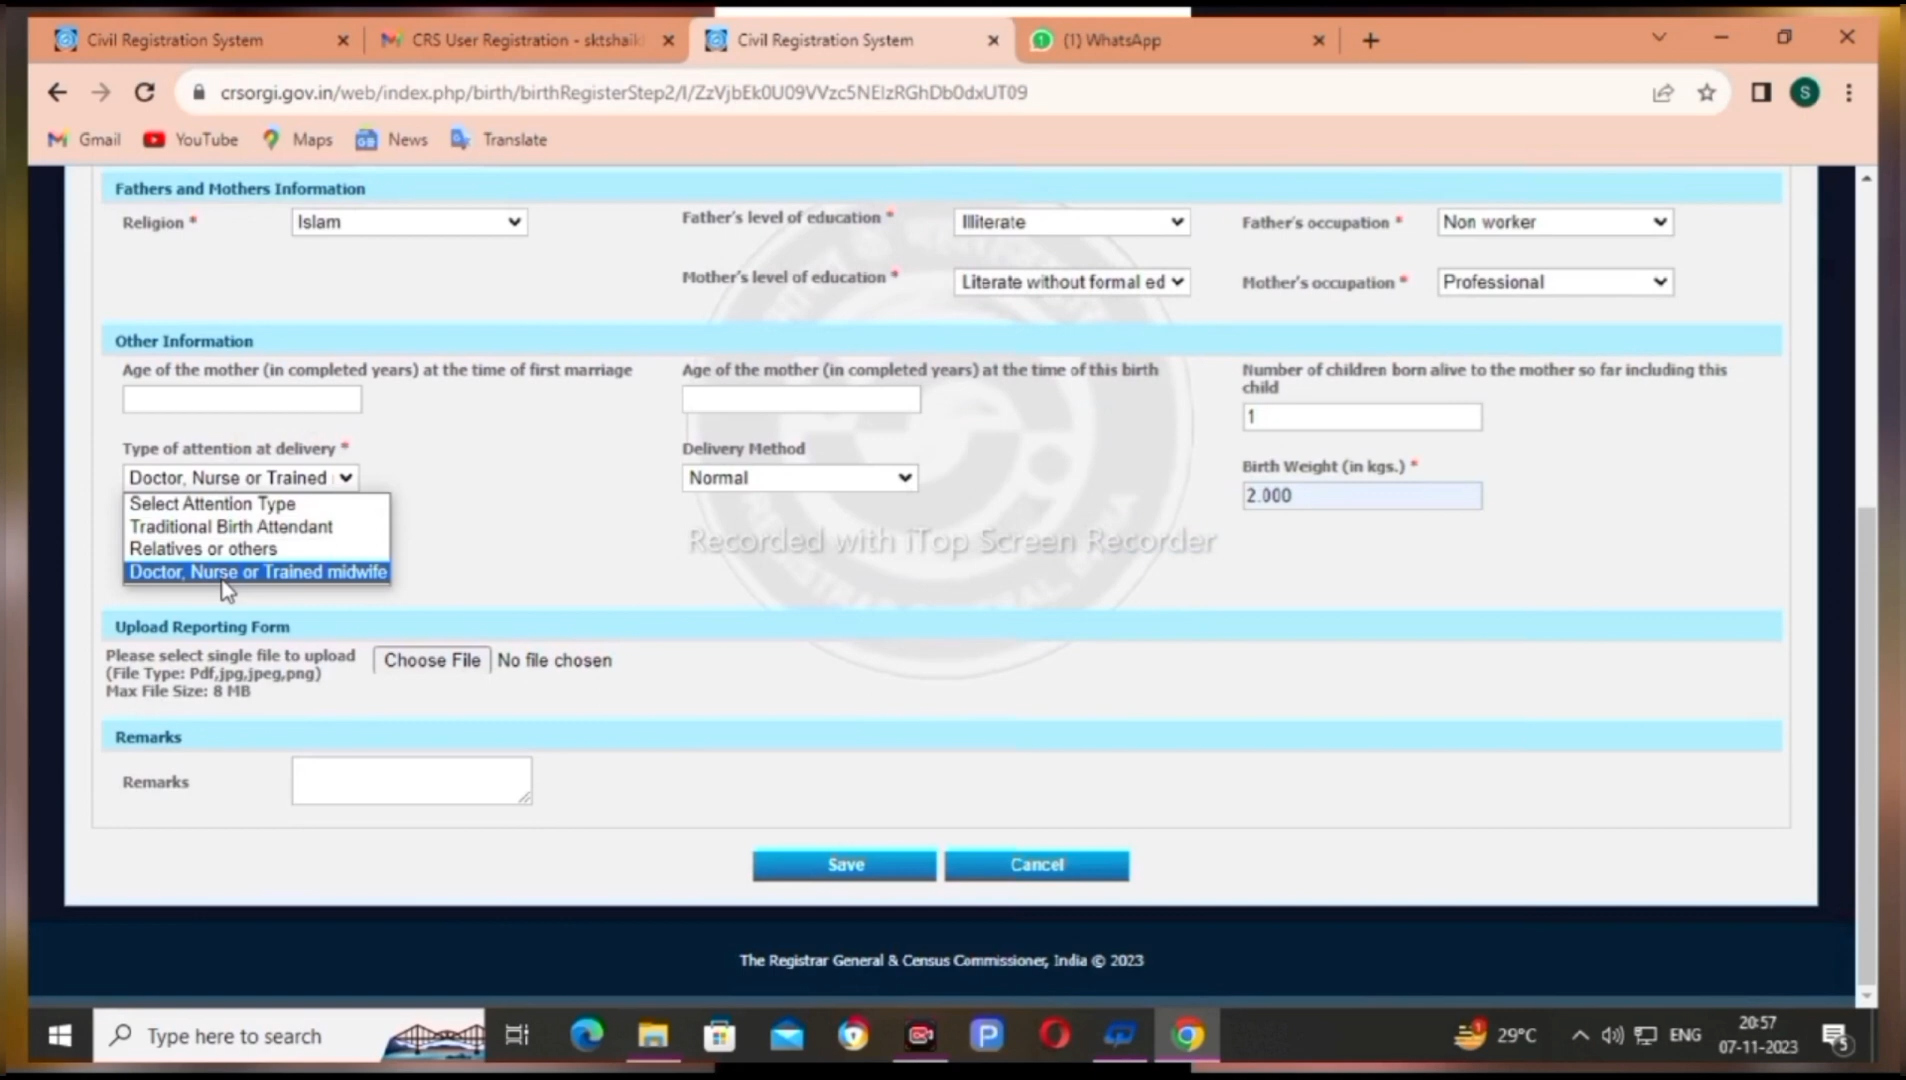 Civil Registration System
CRS User Registration - sktshaik
Civil Registration System
(1) WhatsApp
crsorgi.gov.in/web/index.php/birth/birthRegisterStep2/I/ZzVjbEk0U09VVzc5NElzRGhDb0dxUT09
S
Gmail
YouTube
Maps
News
Translate
Fathers and Mothers Information
Religion * Islam
Father's level of education * Illiterate
Father's occupation * Non worker
Mother's level of education * Literate without formal ed
Mother's occupation * Professional
Other Information
Age of the mother (in completed years) at the time of first marriage
Age of the mother (in completed years) at the time of this birth
Number of children born alive to the mother so far including this
child
1
Type of attention at delivery *
Doctor, Nurse or Trained
Delivery Method
Normal
Birth Weight (in kgs.) *
2.000
Select Attention Type
Traditional Birth Attendant
Relatives or others
Doctor, Nurse or Trained midwife
Recorded with iTop Screen Recorder
Upload Reporting Form
Please select single file to upload
(File Type: Pdf,jpg,jpeg,png)
Max File Size: 8 MB
Choose File No file chosen
Remarks
Remarks
Save
Cancel
The Registrar General & Census Commissioner, India © 2023
Type here to search
29°C
ENG
20:57
07-11-2023
5